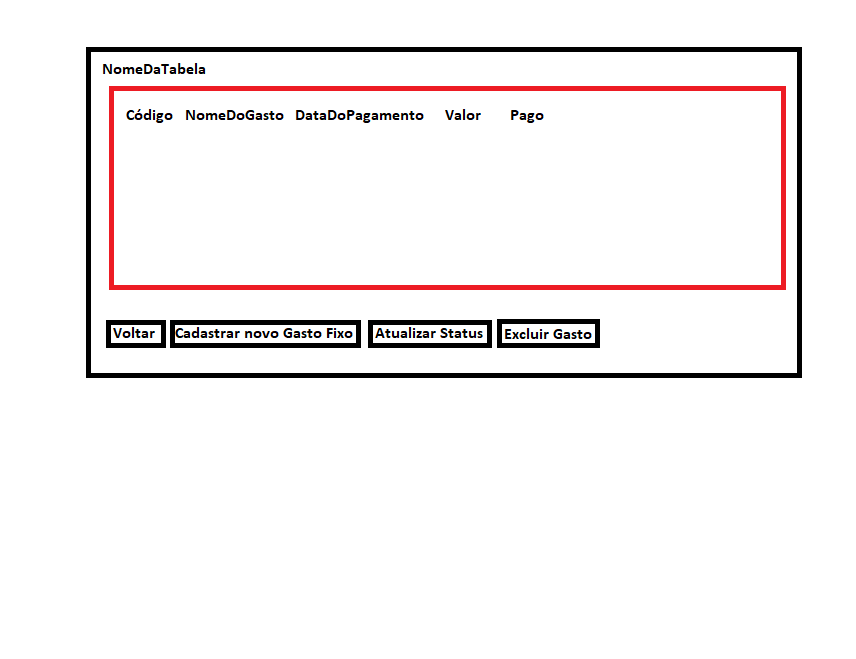 NomeDaTabela
Código NomeDoGasto DataDoPagamento Valor Pago
Voltar Cadastrar novo Gasto Fixo Atualizar Status Excluir Gasto